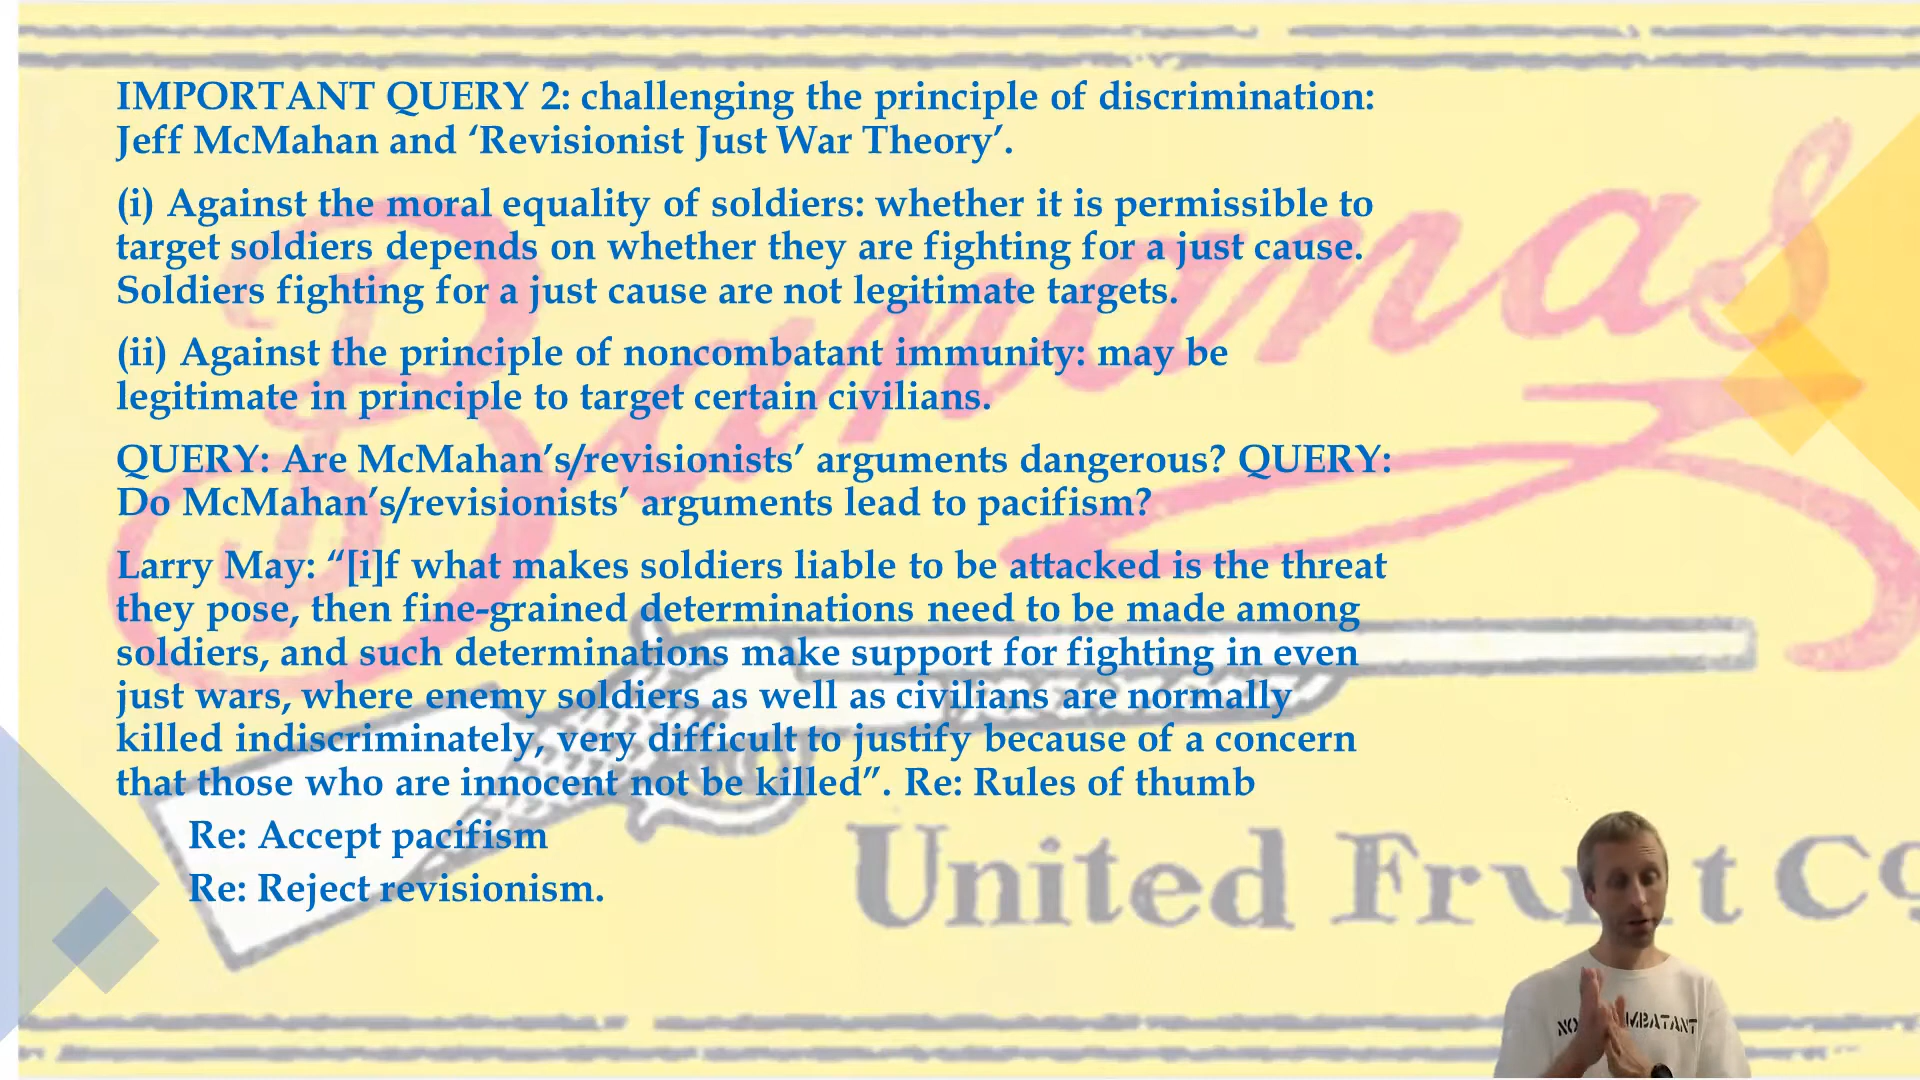 IMPORTANT QUERY 2: challenging the principle of discrimination:
Jeff McMahan and ‘Revisionist Just War Theory’.
(i) Against the moral equality of soldiers: whether it is permissible to
target soldiers depends on whether they are fighting for a just cause.
Soldiers fighting for a just cause are not legitimate targets.
(ii) Against the principle of noncombatant immunity: may be
legitimate in principle to target certain civilians.
QUERY: Are McMahan’s/revisionists’ arguments dangerous? QUERY:
Do McMahan’s/revisionists’ arguments lead to pacifism?
Larry May: “[i]f what makes soldiers liable to be attacked is the threat
they pose, then fine-grained determinations need to be made among
soldiers, and such determinations make support for fighting in even
just wars, where enemy soldiers as well as civilians are normally
killed indiscriminately, very difficult to justify because of a concern
that those who are innocent not be killed”. Re: Rules of thumb
Re: Accept pacifism
Re: Reject revisionism.
Bananas
United Fruit